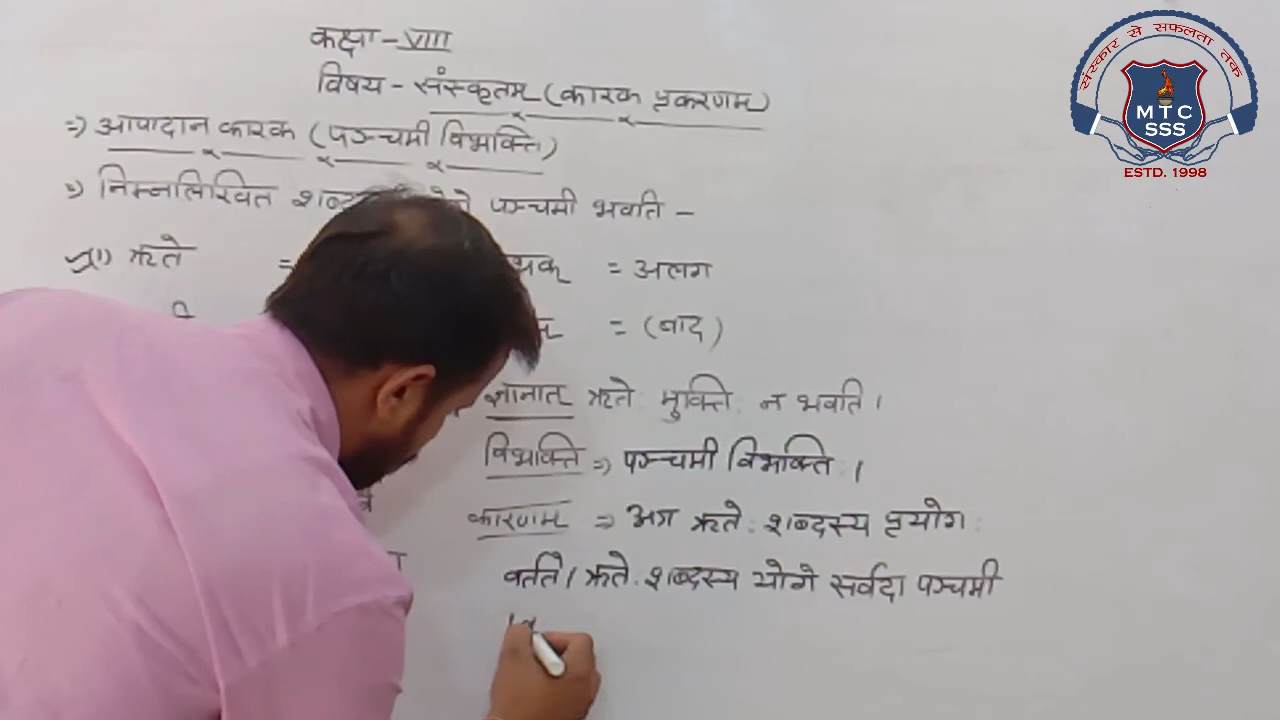 कक्षा - VIII
विषय - संस्कृतम् (कारक प्रकरणम्)
=) आपादान कारक (पञ्चमी विभक्ति)
=) निम्नलिखित पञ्चमी भवति -
(1) ऋते = = अलग
= (बाद)
ज्ञानात् ऋते मुक्तिः न भवति।
विभक्ति => पञ्चमी विभक्तिः।
कारणम् => अत्र ऋतेः शब्दस्य प्रयोगः
वर्तते। ऋतेः शब्दस्य योगे सर्वदा पञ्चमी
संस्कार से सफलता तक
MTC
SSS
ESTD. 1998